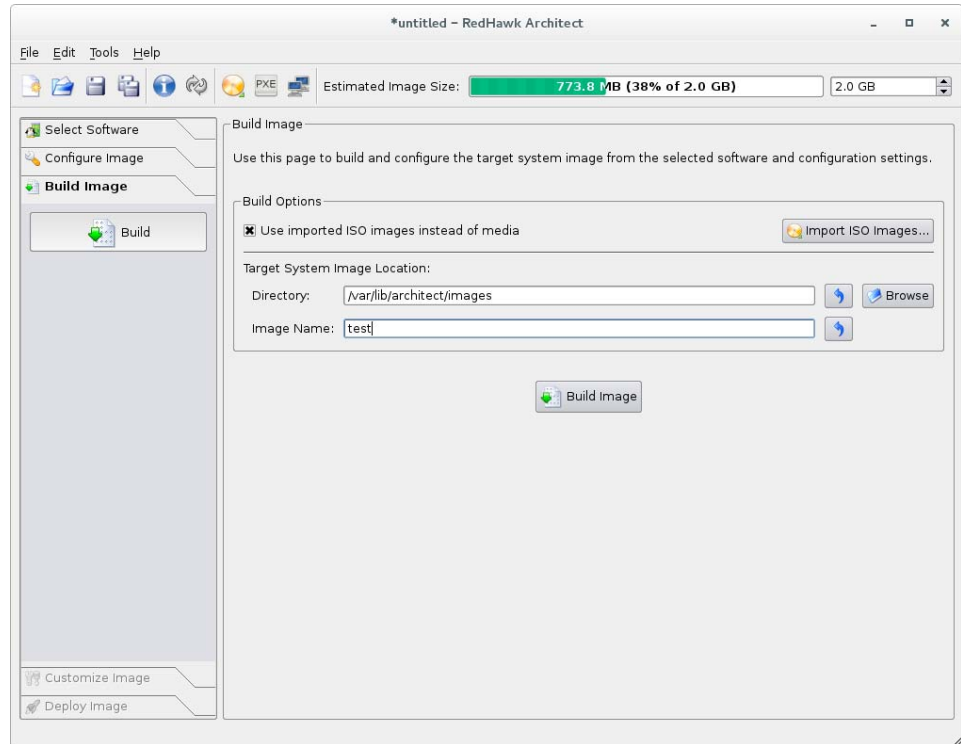 *untitled – RedHawk Architect
File Edit Tools Help
PXE Estimated Image Size: 773.8 MB (38% of 2.0 GB) 2.0 GB
Select Software
Configure Image
Build Image
Build
Customize Image
Deploy Image
Build Image
Use this page to build and configure the target system image from the selected software and configuration settings.
Build Options
Use imported ISO images instead of media Import ISO Images...
Target System Image Location:
Directory: /var/lib/architect/images Browse
Image Name: test
Build Image